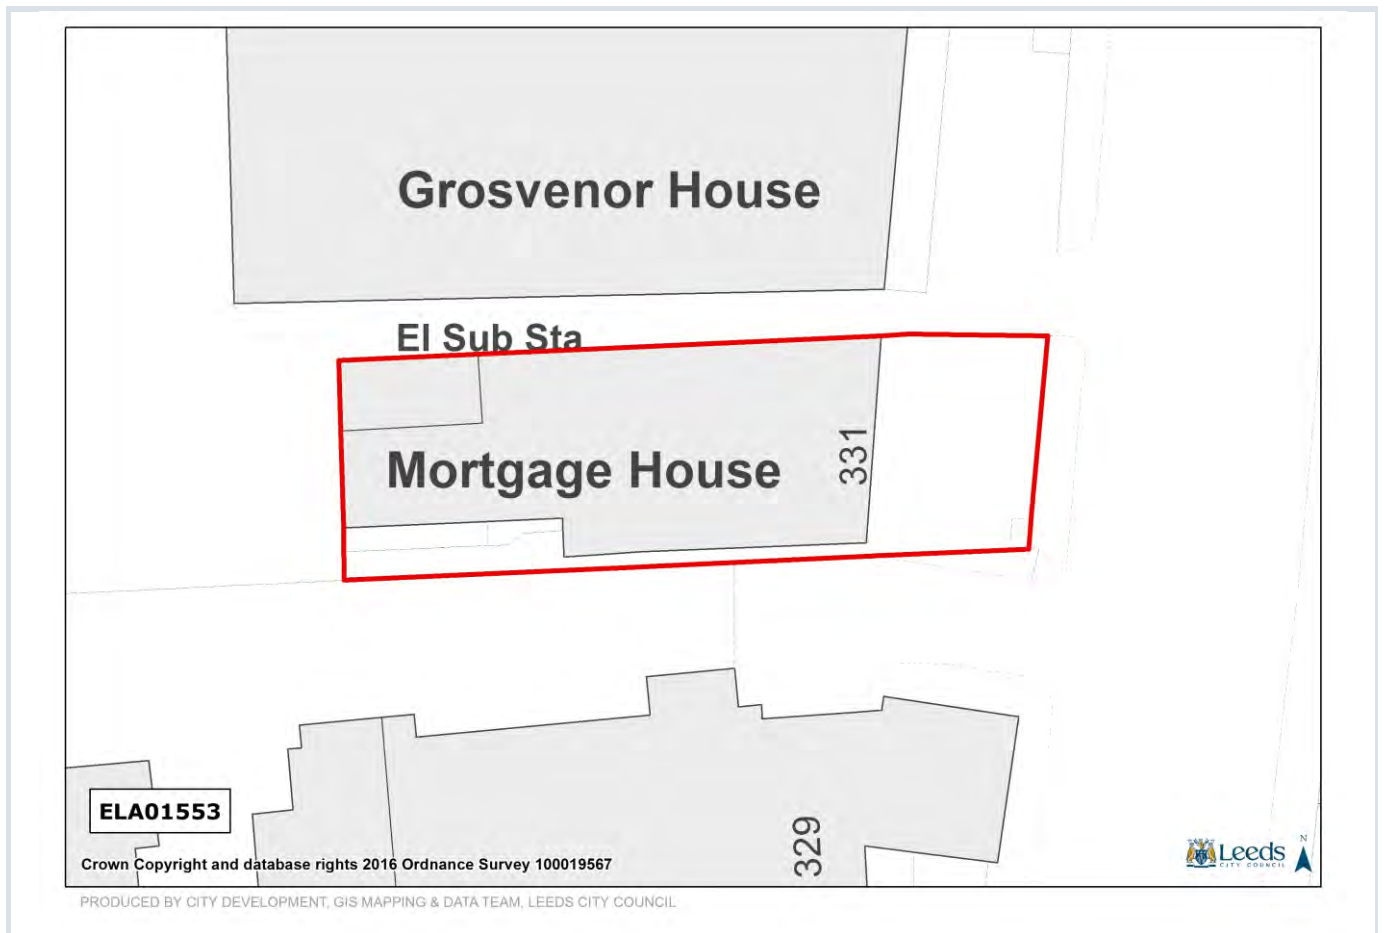 Grosvenor House
El Sub Sta
331
Mortgage House
329
ELA01553
Crown Copyright and database rights 2016 Ordnance Survey 100019567
Leeds
CITY COUNCIL
N
PRODUCED BY CITY DEVELOPMENT, GIS MAPPING & DATA TEAM, LEEDS CITY COUNCIL